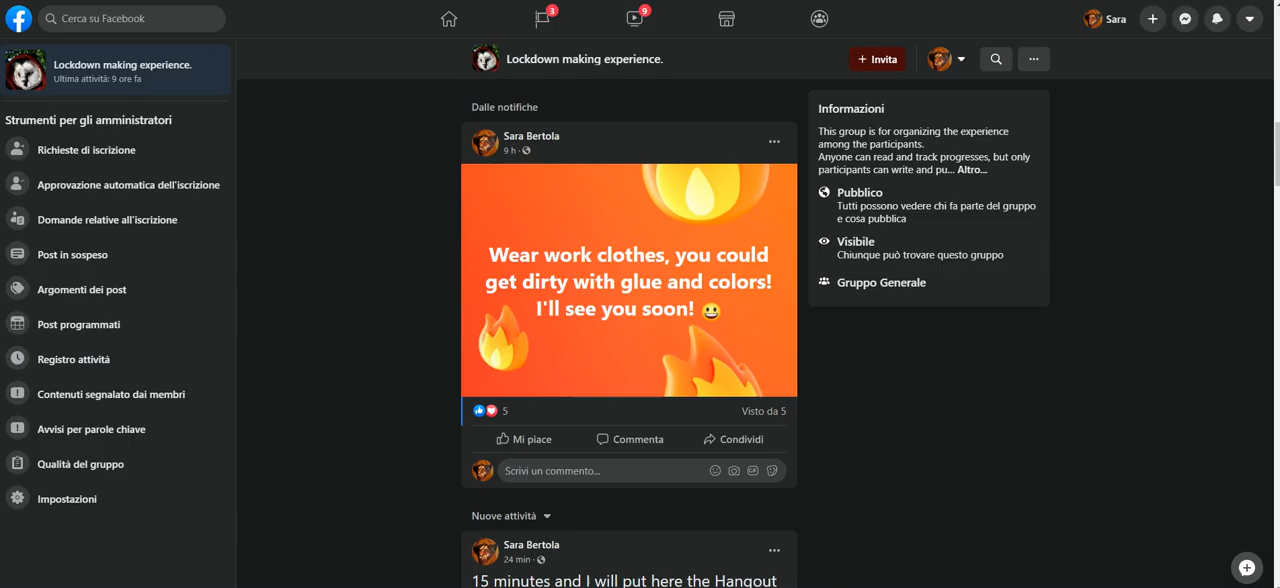 Cerca su Facebook
3
9
Sara
Lockdown making experience.
Ultima attività: 9 ore fa
Strumenti per gli amministratori
Richieste di iscrizione
Approvazione automatica dell'iscrizione
Domande relative all'iscrizione
Post in sospeso
Argomenti dei post
Post programmati
Registro attività
Contenuti segnalato dai membri
Avvisi per parole chiave
Qualità del gruppo
Impostazioni
Lockdown making experience.
+ Invita
Dalle notifiche
Sara Bertola
9 h ·
Wear work clothes, you could
get dirty with glue and colors!
I'll see you soon! 😃
5
Visto da 5
Mi piace
Commenta
Condividi
Scrivi un commento...
GIF
Nuove attività
Sara Bertola
24 min ·
15 minutes and I will put here the Hangout
Informazioni
This group is for organizing the experience
among the participants.
Anyone can read and track progresses, but only
participants can write and pu... Altro...
Pubblico
Tutti possono vedere chi fa parte del gruppo
e cosa pubblica
Visibile
Chiunque può trovare questo gruppo
Gruppo Generale